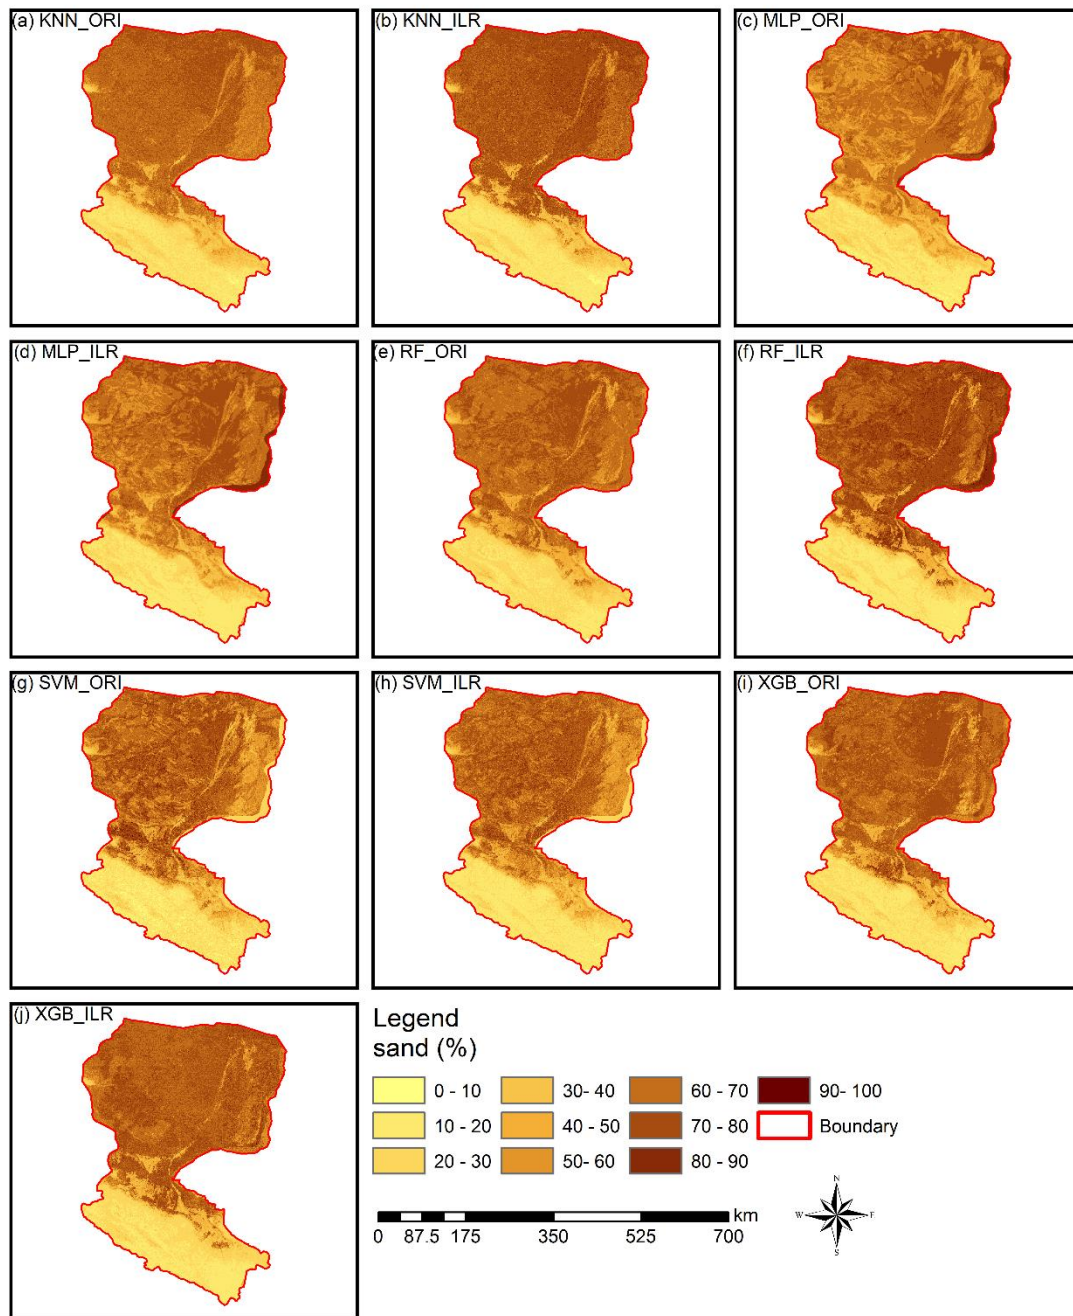 (a) KNN_ORI
(b) KNN_ILR
(c) MLP_ORI
(d) MLP_ILR
(e) RF_ORI
(f) RF_ILR
(g) SVM_ORI
(h) SVM_ILR
(i) XGB_ORI
(j) XGB_ILR
Legend
sand (%)
0 - 10
30- 40
60 - 70
90- 100
10 - 20
40 - 50
70 - 80
Boundary
20 - 30
50- 60
80 - 90
N
W
E
S
km
0 87.5 175 350 525 700